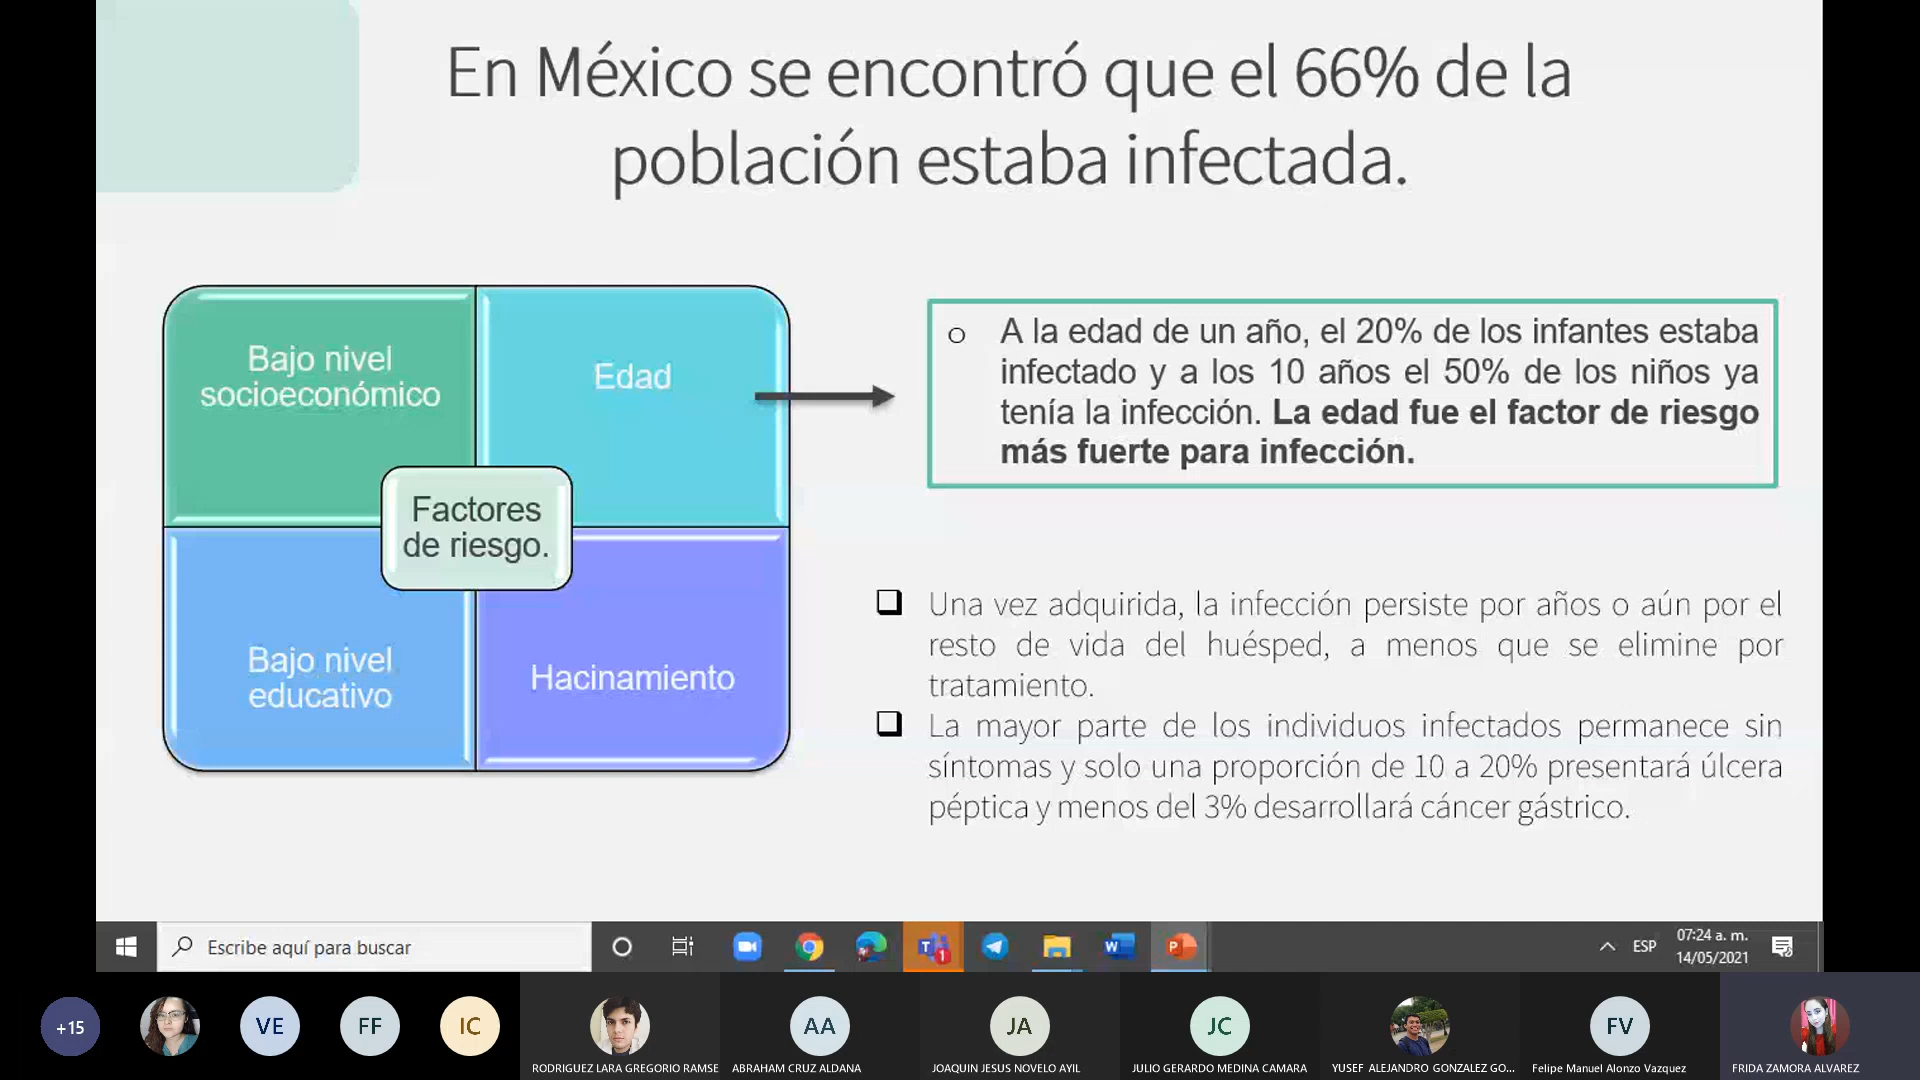 En México se encontró que el 66% de la
población estaba infectada.
Bajo nivel
socioeconómico
Edad
Factores
de riesgo.
Bajo nivel
educativo
Hacinamiento
o A la edad de un año, el 20% de los infantes estaba
infectado y a los 10 años el 50% de los niños ya
tenía la infección. La edad fue el factor de riesgo
más fuerte para infección.
Una vez adquirida, la infección persiste por años o aún por el
resto de vida del huésped, a menos que se elimine por
tratamiento.
La mayor parte de los individuos infectados permanece sin
síntomas y solo una proporción de 10 a 20% presentará úlcera
péptica y menos del 3% desarrollará cáncer gástrico.
Escribe aquí para buscar
T 1
W
P
ESP
07:24 a. m.
14/05/2021
+15
VE
FF
IC
AA
JA
JC
FV
RODRIGUEZ LARA GREGORIO RAMSE
ABRAHAM CRUZ ALDANA
JOAQUIN JESUS NOVELO AYIL
JULIO GERARDO MEDINA CAMARA
YUSEF ALEJANDRO GONZALEZ GO...
Felipe Manuel Alonzo Vazquez
FRIDA ZAMORA ALVAREZ